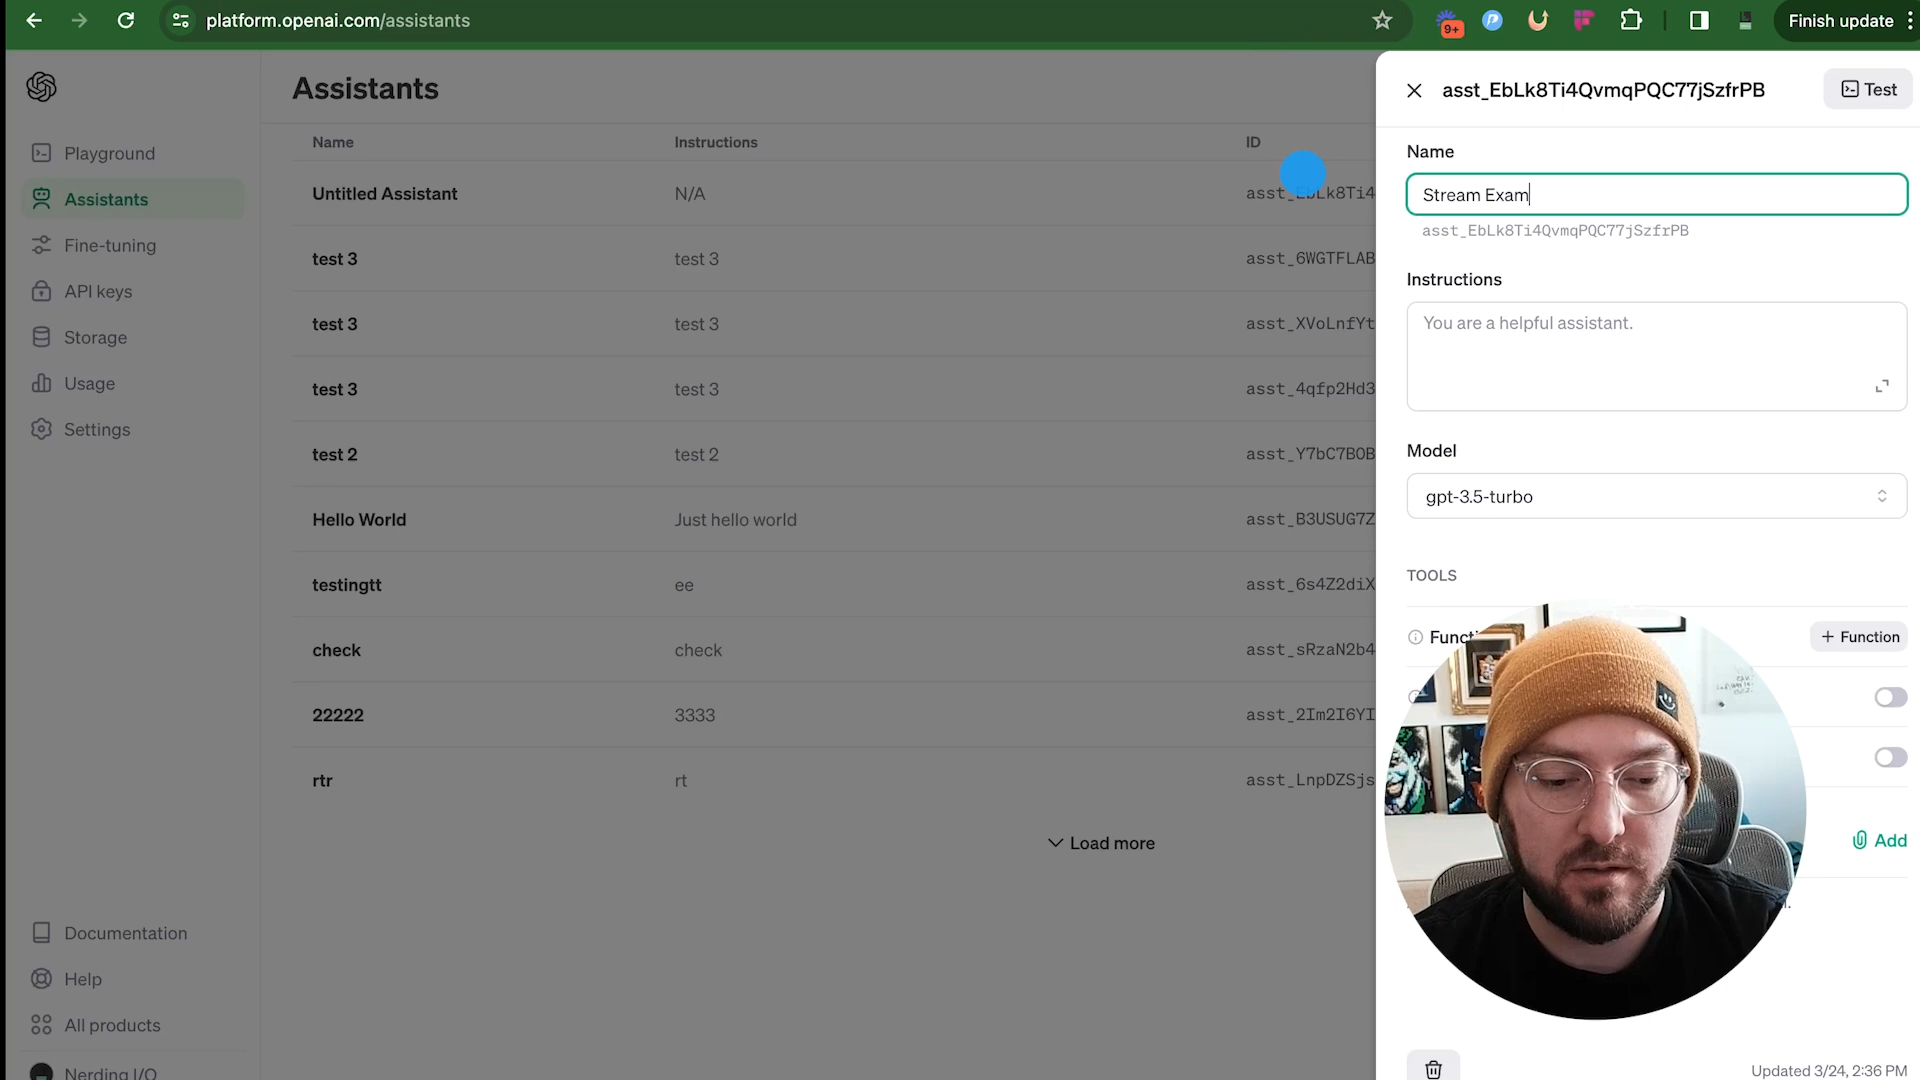 platform.openai.com/assistants
9+
Finish update
Playground
Assistants
Fine-tuning
API keys
Storage
Usage
Settings
Documentation
Help
All products
Nerding I/O
Assistants
Name Instructions ID
Untitled Assistant N/A asst_EbLk8Ti4
test 3 test 3 asst_6WGTFLAB
test 3 test 3 asst_XVoLnfYt
test 3 test 3 asst_4qfp2Hd3
test 2 test 2 asst_Y7bC7BOB
Hello World Just hello world asst_B3USUG7Z
testingtt ee asst_6s4Z2diX
check check asst_sRzaN2b4
22222 3333 asst_2Im2I6YI
rtr rt asst_LnpDZSjs
Load more
asst_EbLk8Ti4QvmqPQC77jSzfrPB
Test
Name
Stream Exam
asst_EbLk8Ti4QvmqPQC77jSzfrPB
Instructions
You are a helpful assistant.
Model
gpt-3.5-turbo
TOOLS
Functi
+ Function
Add
Updated 3/24, 2:36 PM